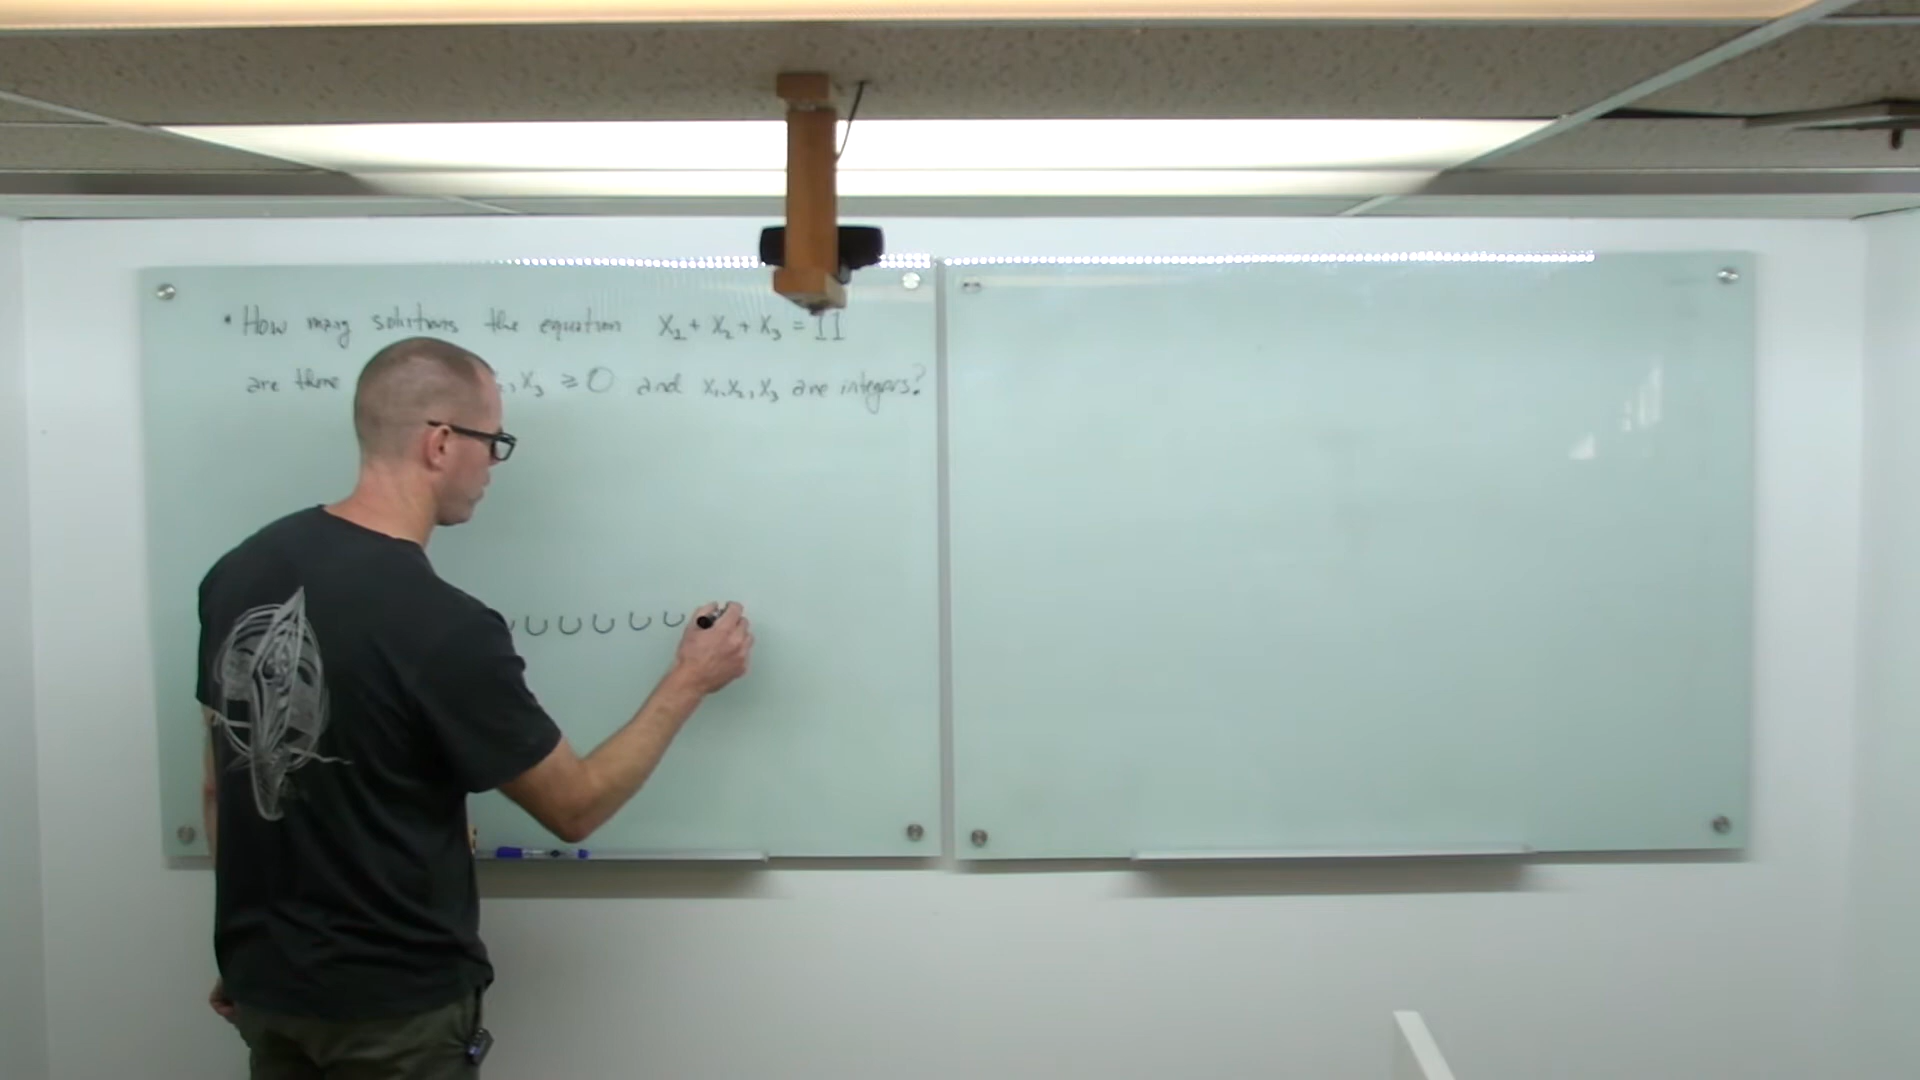 • How many solutions the equation x₁ + x₂ + x₃ = 11
are there , x₃ ≥ 0 and x₁, x₂, x₃ are integers?